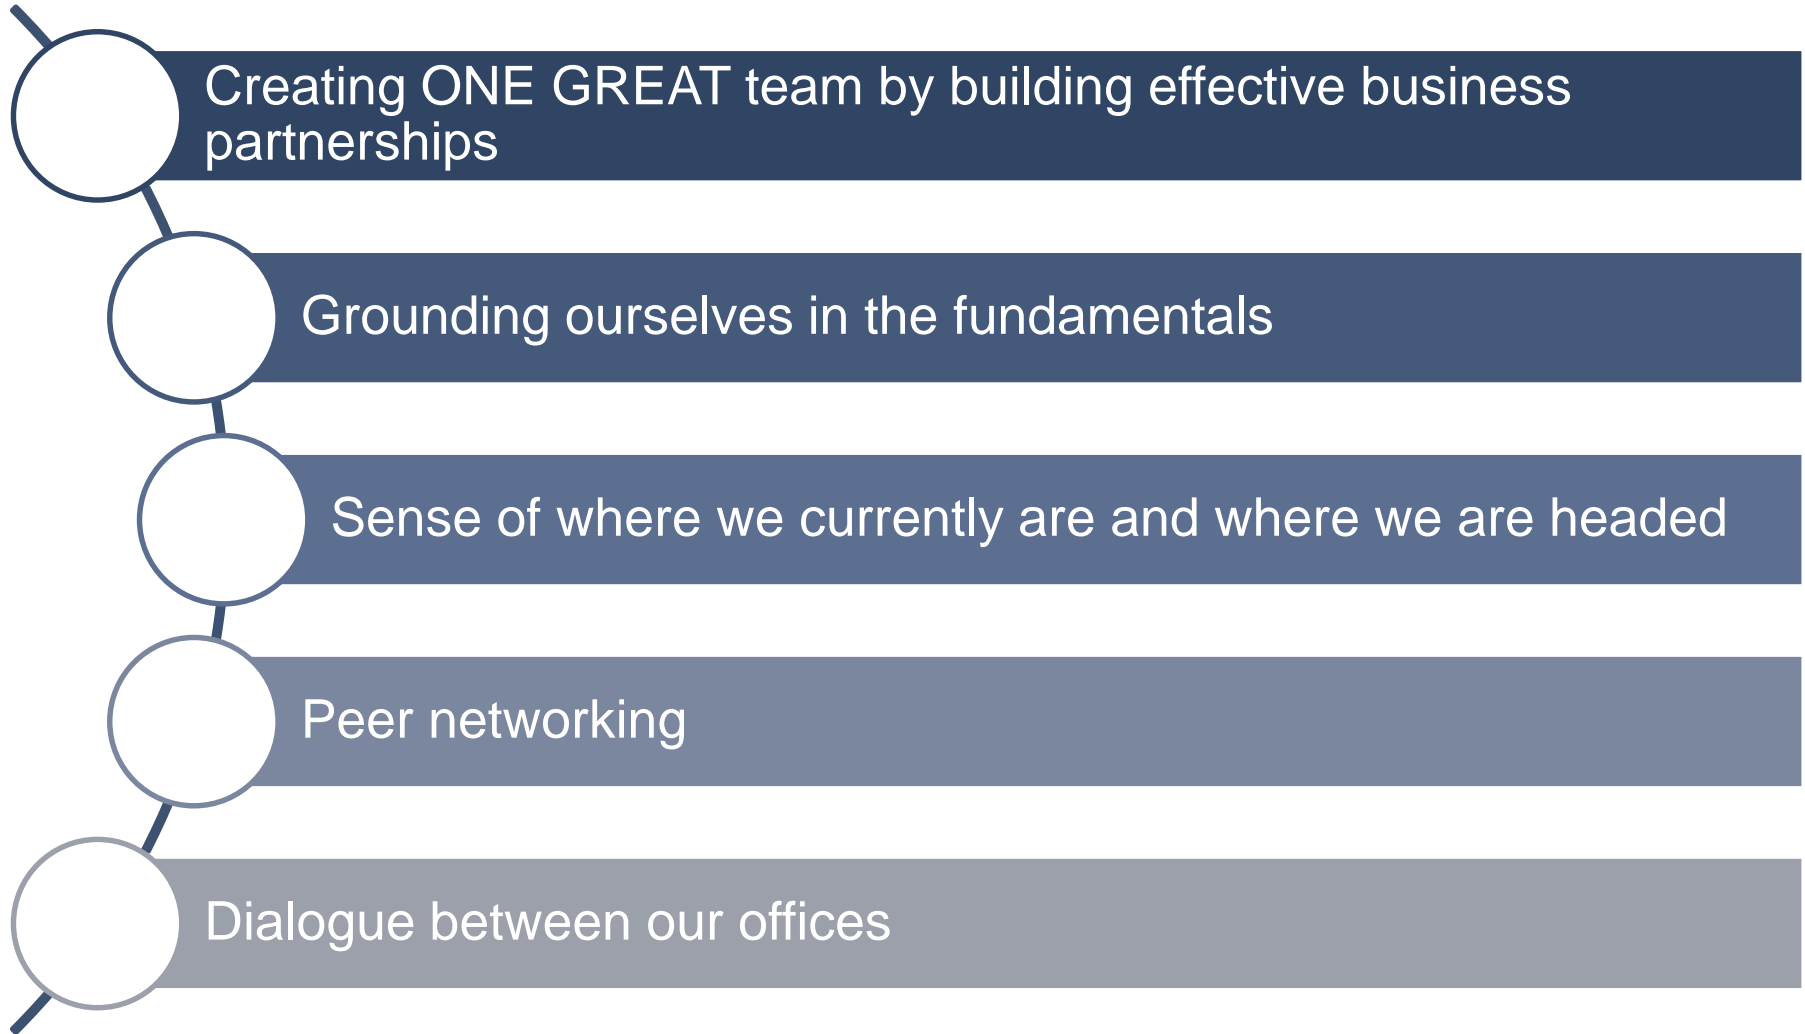 Creating ONE GREAT team by building effective business
partnerships
Grounding ourselves in the fundamentals
Sense of where we currently are and where we are headed
Peer networking
Dialogue between our offices